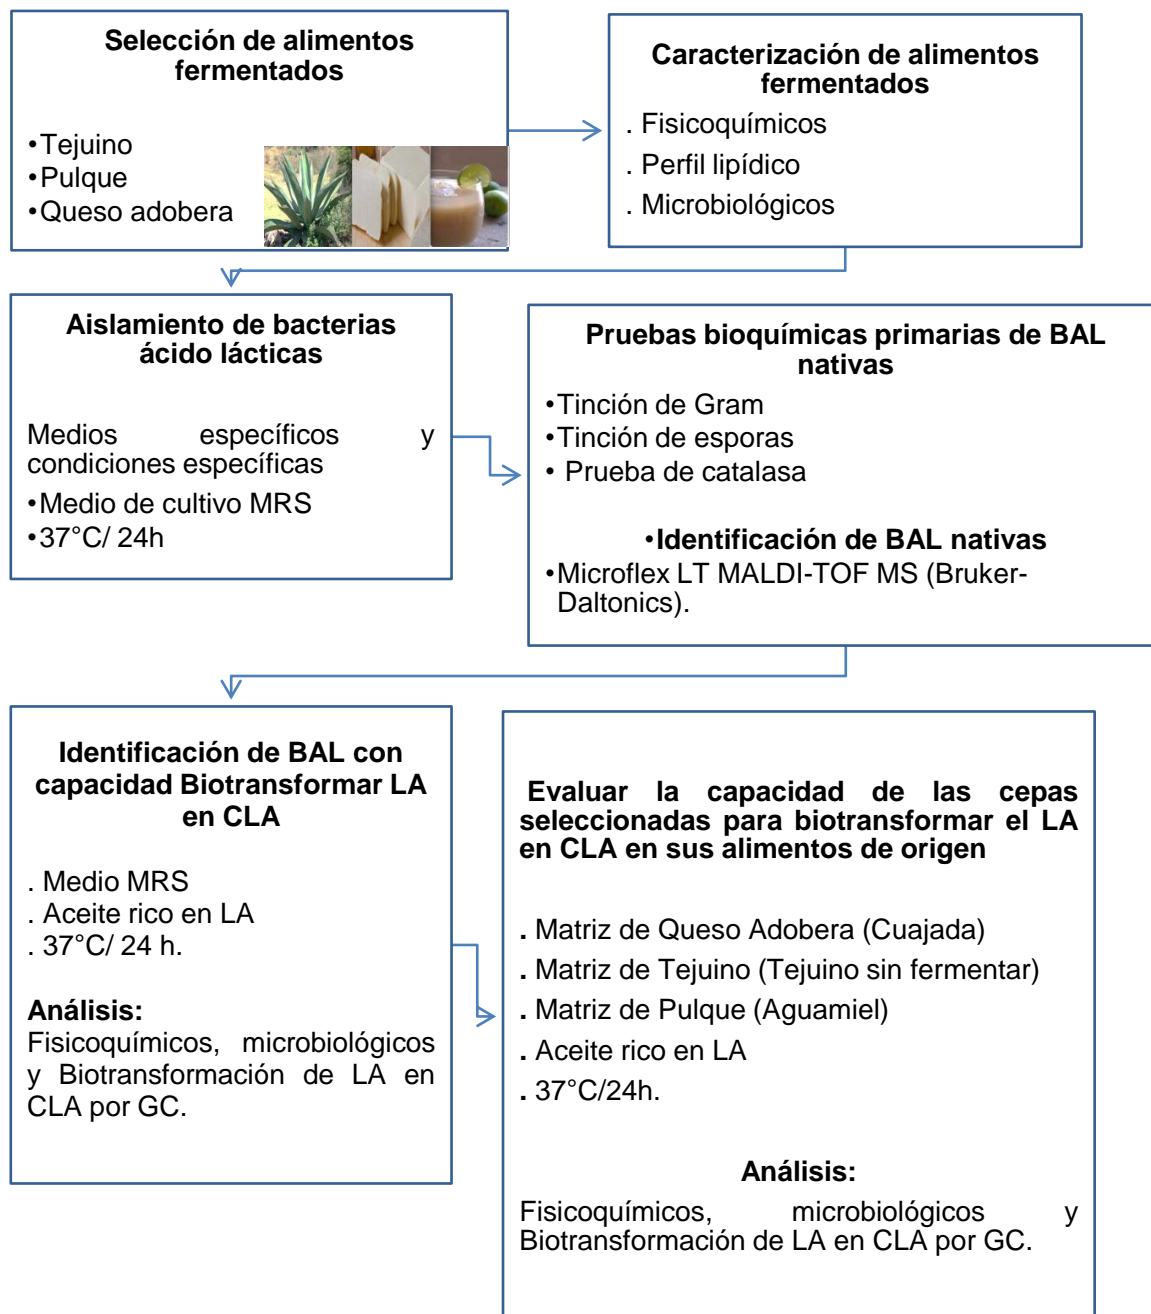 Selección de alimentos
fermentados
•Tejuino
•Pulque
•Queso adobera
Caracterización de alimentos
fermentados
. Fisicoquímicos
. Perfil lipídico
. Microbiológicos
Aislamiento de bacterias
ácido lácticas
Medios específicos y
condiciones específicas
•Medio de cultivo MRS
•37°C/ 24h
Pruebas bioquímicas primarias de BAL
nativas
•Tinción de Gram
•Tinción de esporas
• Prueba de catalasa
•Identificación de BAL nativas
•Microflex LT MALDI-TOF MS (Bruker-
Daltonics).
Identificación de BAL con
capacidad Biotransformar LA
en CLA
. Medio MRS
. Aceite rico en LA
. 37°C/ 24 h.
Análisis:
Fisicoquímicos, microbiológicos
y Biotransformación de LA en
CLA por GC.
Evaluar la capacidad de las cepas
seleccionadas para biotransformar el LA
en CLA en sus alimentos de origen
. Matriz de Queso Adobera (Cuajada)
. Matriz de Tejuino (Tejuino sin fermentar)
. Matriz de Pulque (Aguamiel)
. Aceite rico en LA
. 37°C/24h.
Análisis:
Fisicoquímicos, microbiológicos y
Biotransformación de LA en CLA por GC.